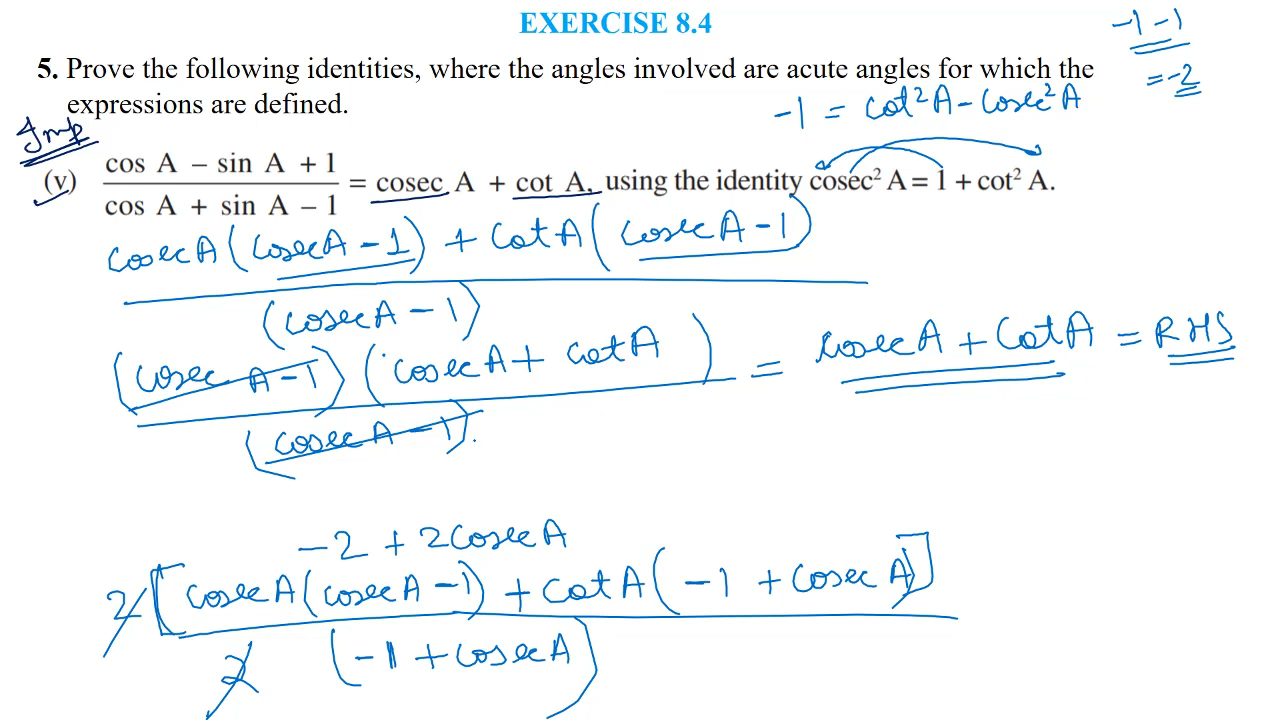 EXERCISE 8.4
-1 -1
= -2
5. Prove the following identities, where the angles involved are acute angles for which the
expressions are defined.
-1 = cot²A - cosec²A
Imp
(v) (cos A – sin A + 1)/(cos A + sin A – 1) = cosec A + cot A, using the identity cosec² A = 1 + cot² A.
cosecA(cosecA - 1) + cotA(cosecA - 1)
(cosecA - 1)
(cosecA - 1)(cosecA + cotA) = cosecA + cotA = RHS
(cosecA - 1).
-2 + 2cosecA
2[cosecA(cosecA - 1) + cotA(-1 + cosecA)]
2 (-1 + cosecA)